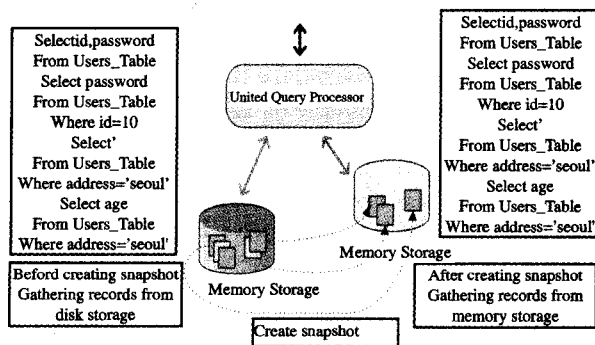 Selectid,password
From Users_Table
Select password
From Users_Table
Where id=10
Select'
From Users_Table
Where address='seoul'
Select age
From Users_Table
Where address='seoul'
Beford creating snapshot
Gathering records from
disk storage
United Query Processor
Memory Storage
Memory Storage
Create snapshot
Selectid,password
From Users_Table
Select password
From Users_Table
Where id=10
Select'
From Users_Table
Where address='seoul'
Select age
From Users_Table
Where address='seoul'
After creating snapshot
Gathering records from
memory storage